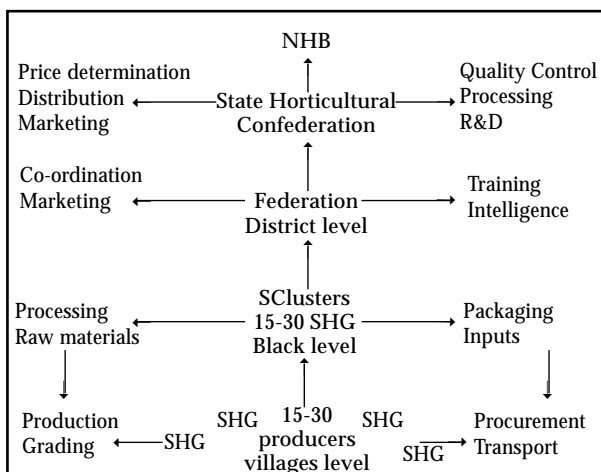 NHB
Price determination
Distribution
Marketing
State Horticultural
Confederation
Quality Control
Processing
R&D
Co-ordination
Marketing
Federation
District level
Training
Intelligence
Processing
Raw materials
SClusters
15-30 SHG
Black level
Packaging
Inputs
Production
Grading
SHG
SHG
15-30
producers
villages level
SHG
SHG
Procurement
Transport